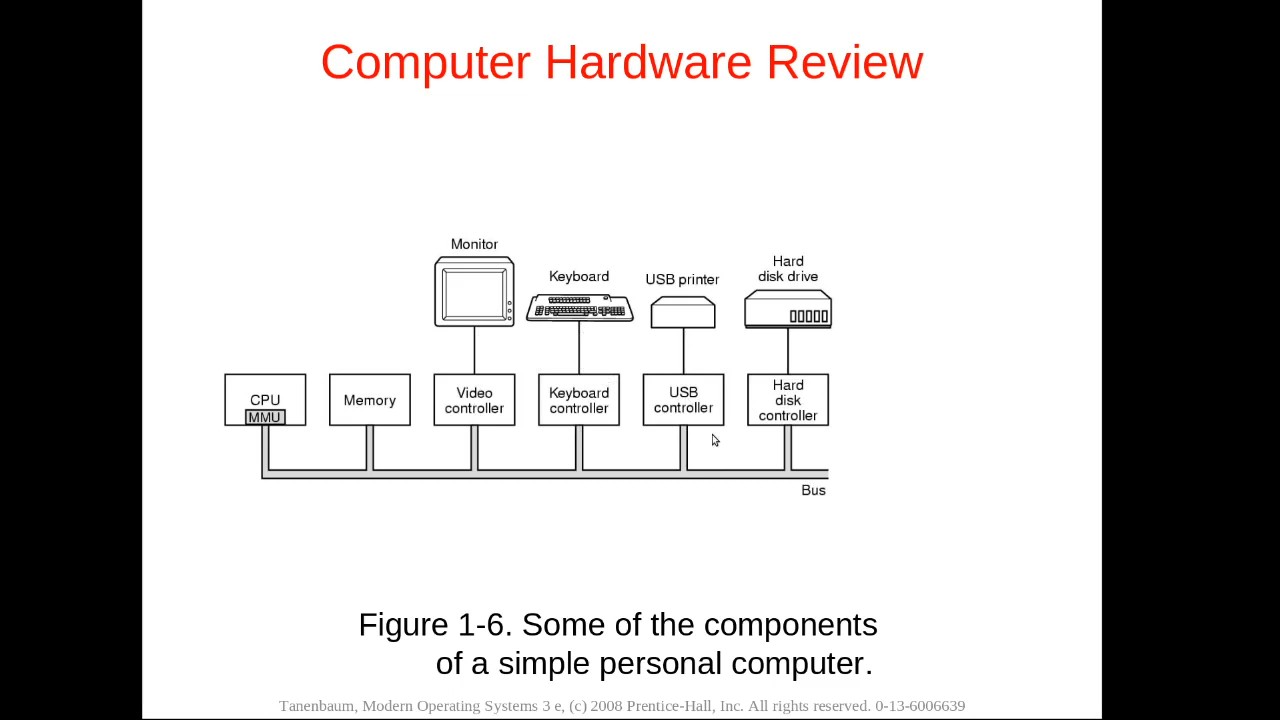 Computer Hardware Review
Monitor
Keyboard
USB printer
Hard
disk drive
CPU
MMU
Memory
Video
controller
Keyboard
controller
USB
controller
Hard
disk
controller
Bus
Figure 1-6. Some of the components
of a simple personal computer.
Tanenbaum, Modern Operating Systems 3 e, (c) 2008 Prentice-Hall, Inc. All rights reserved. 0-13-6006639